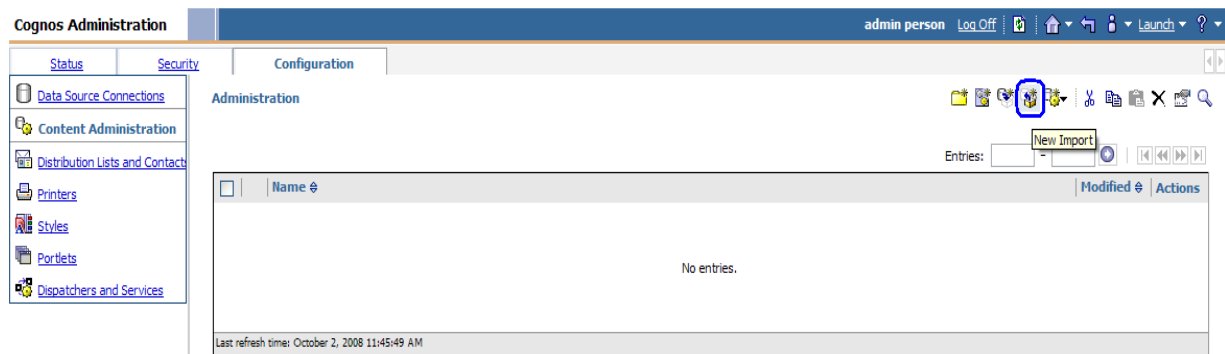 Cognos Administration
admin person Log Off Launch ?
Status Security Configuration
Data Source Connections
Content Administration
Distribution Lists and Contacts
Printers
Styles
Portlets
Dispatchers and Services
Administration
New Import
Entries: -
Name Modified Actions
No entries.
Last refresh time: October 2, 2008 11:45:49 AM